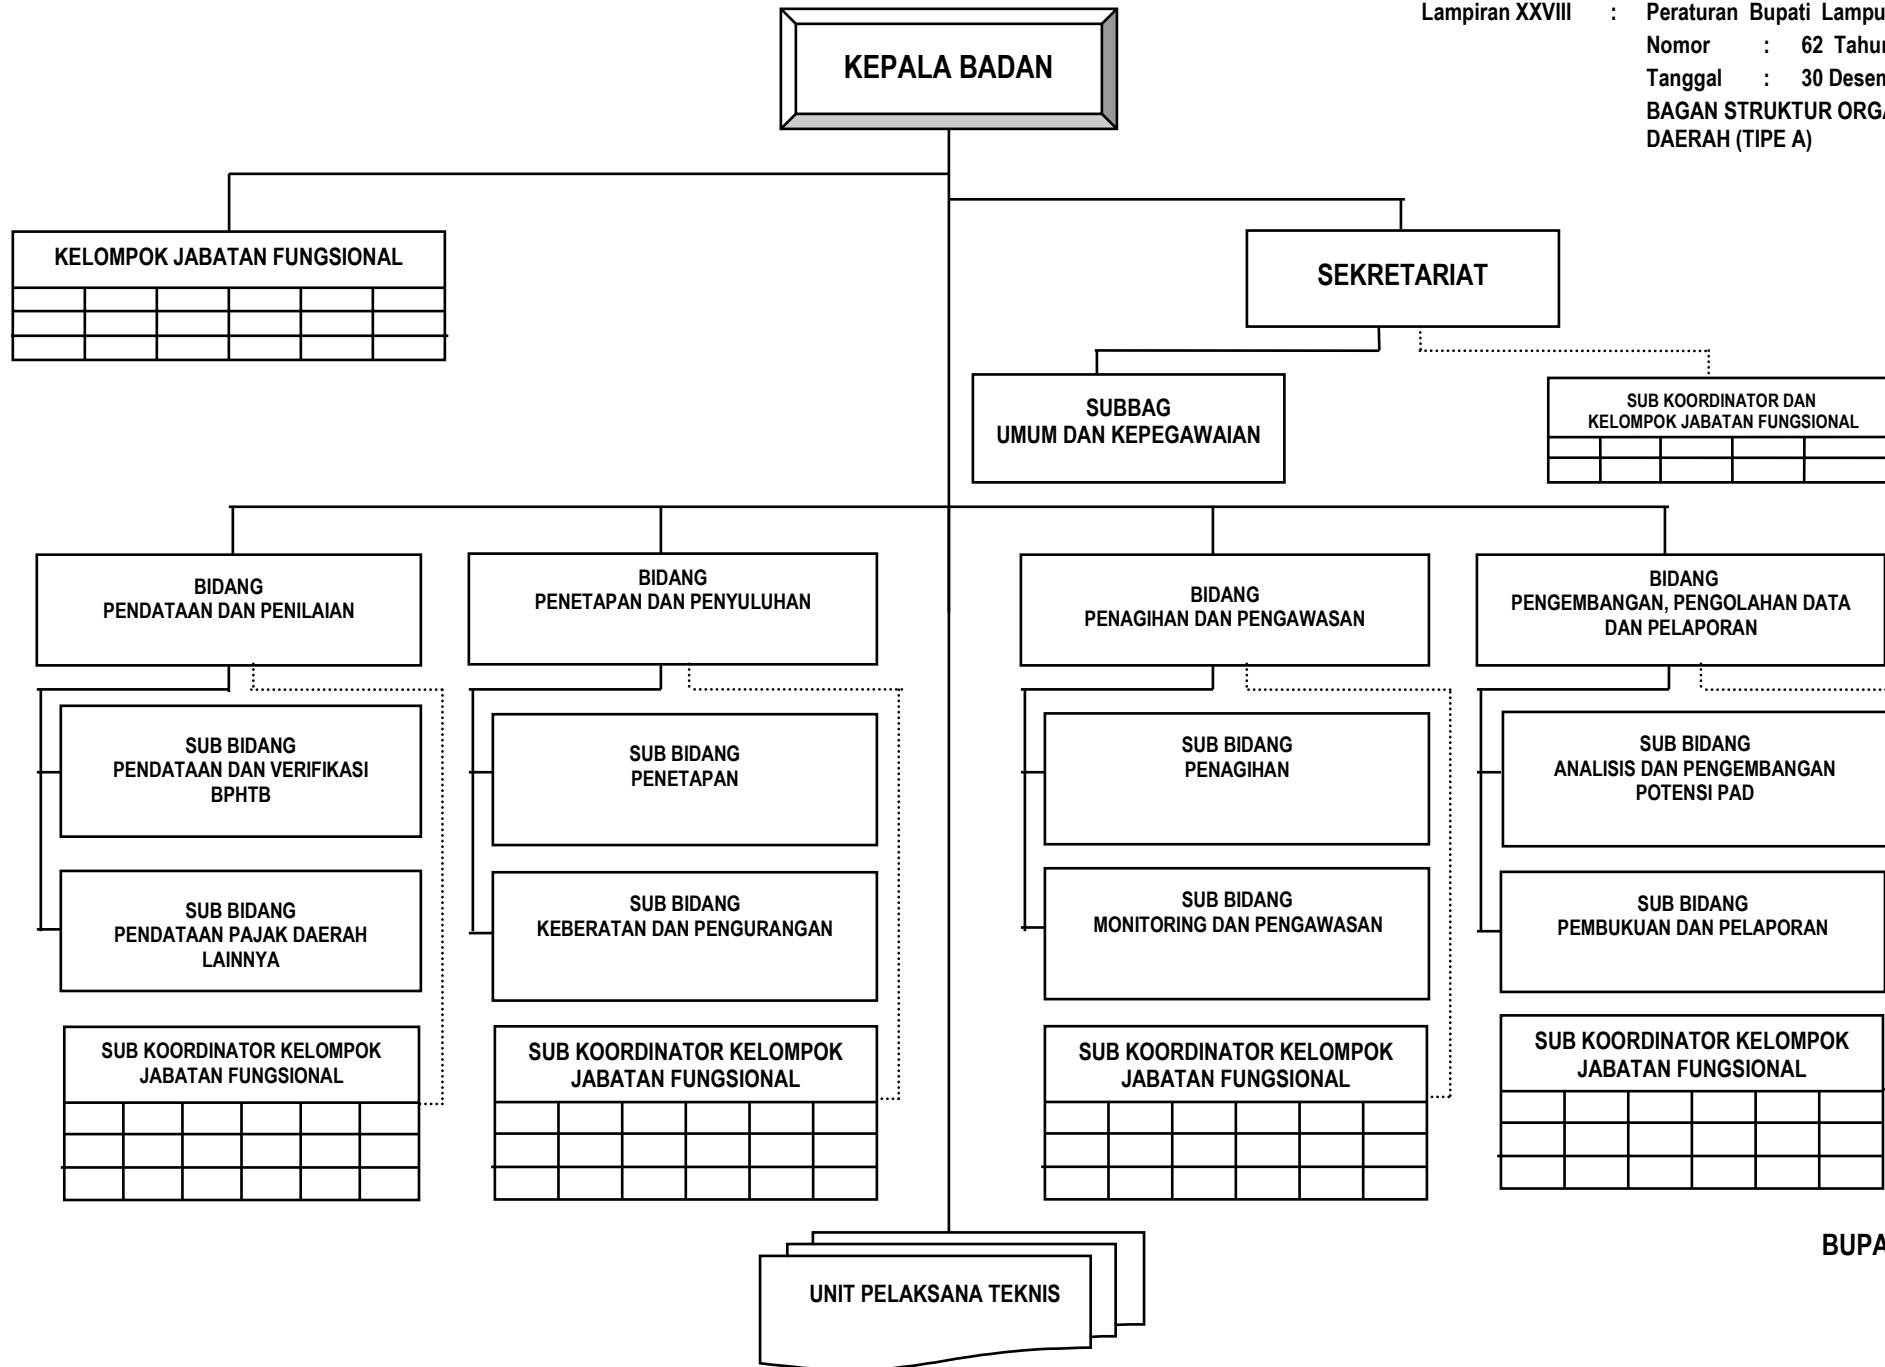 Lampiran XXVIII : Peraturan Bupati
Nomor : 62
Tanggal : 30
BAGAN STRUKTUR
DAERAH (TIPE A)
KEPALA BADAN
KELOMPOK JABATAN FUNGSIONAL
SEKRETARIAT
SUBBAG
UMUM DAN KEPEGAWAIAN
SUB KOORDINATOR DAN
KELOMPOK JABATAN FUNGSIONAL
BIDANG
PENDATAAN DAN PENILAIAN
BIDANG
PENETAPAN DAN PENYULUHAN
BIDANG
PENAGIHAN DAN PENGAWASAN
BIDANG
PENGEMBANGAN, PENGOLAHAN DATA
DAN PELAPORAN
SUB BIDANG
PENDATAAN DAN VERIFIKASI
BPHTB
SUB BIDANG
PENETAPAN
SUB BIDANG
PENAGIHAN
SUB BIDANG
ANALISIS DAN PENGEMBANGAN
POTENSI PAD
SUB BIDANG
PENDATAAN PAJAK DAERAH
LAINNYA
SUB BIDANG
KEBERATAN DAN PENGURANGAN
SUB BIDANG
MONITORING DAN PENGAWASAN
SUB BIDANG
PEMBUKUAN DAN PELAPORAN
SUB KOORDINATOR KELOMPOK
JABATAN FUNGSIONAL
SUB KOORDINATOR KELOMPOK
JABATAN FUNGSIONAL
SUB KOORDINATOR KELOMPOK
JABATAN FUNGSIONAL
SUB KOORDINATOR KELOMPOK
JABATAN FUNGSIONAL
UNIT PELAKSANA TEKNIS